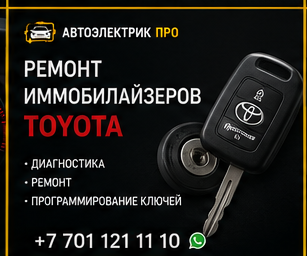 АВТОЭЛЕКТРИК ПРО
РЕМОНТ
ИММОБИЛАЙЗЕРОВ
TOYOTA
• ДИАГНОСТИКА
• РЕМОНТ
• ПРОГРАММИРОВАНИЕ КЛЮЧЕЙ
+7 701 121 11 10